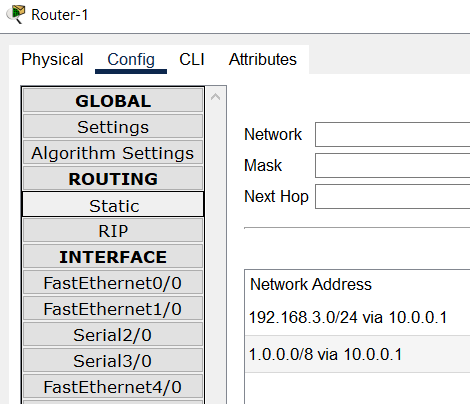 Router-1
Physical Config CLI Attributes
GLOBAL
Settings
Algorithm Settings
ROUTING
Static
RIP
INTERFACE
FastEthernet0/0
FastEthernet1/0
Serial2/0
Serial3/0
FastEthernet4/0
Network
Mask
Next Hop
Network Address
192.168.3.0/24 via 10.0.0.1
1.0.0.0/8 via 10.0.0.1